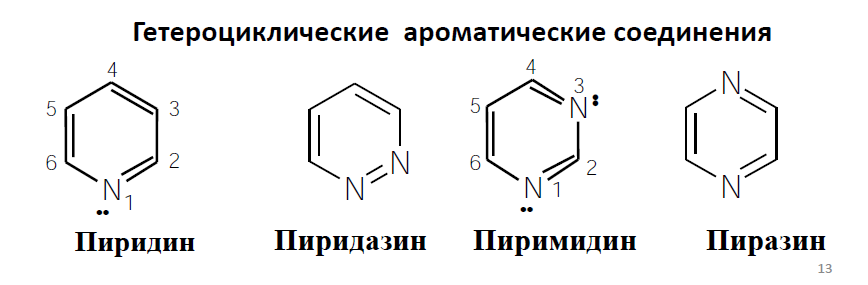 Гетероциклические ароматические соединения
4
5 3
6 2
N 1
N
N
4
3
5 N
6 2
N 1
N
N
Пиридин Пиридазин Пиримидин Пиразин
13